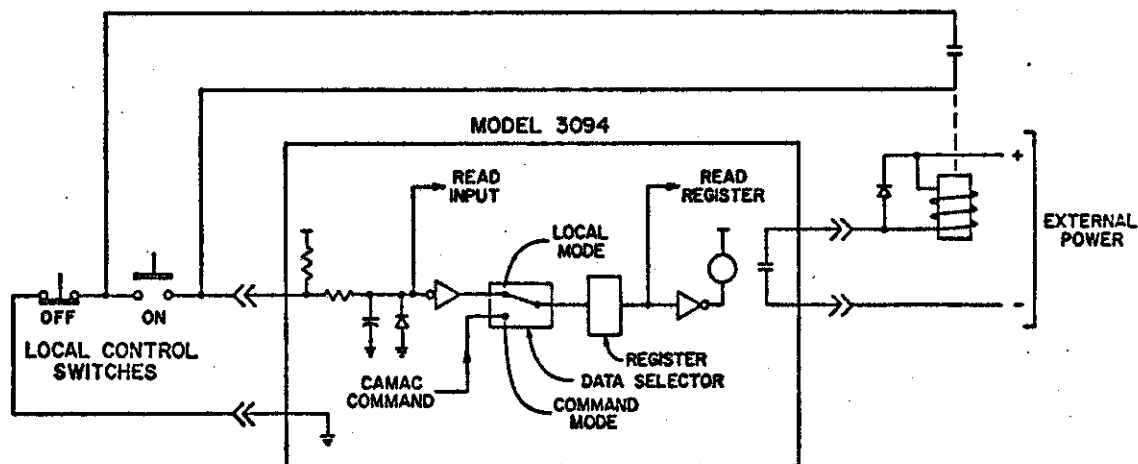 MODEL 3094
READ
INPUT
READ
REGISTER
LOCAL
MODE
+
EXTERNAL
POWER
-
OFF
ON
LOCAL CONTROL
SWITCHES
CAMAC
COMMAND
REGISTER
DATA SELECTOR
COMMAND
MODE